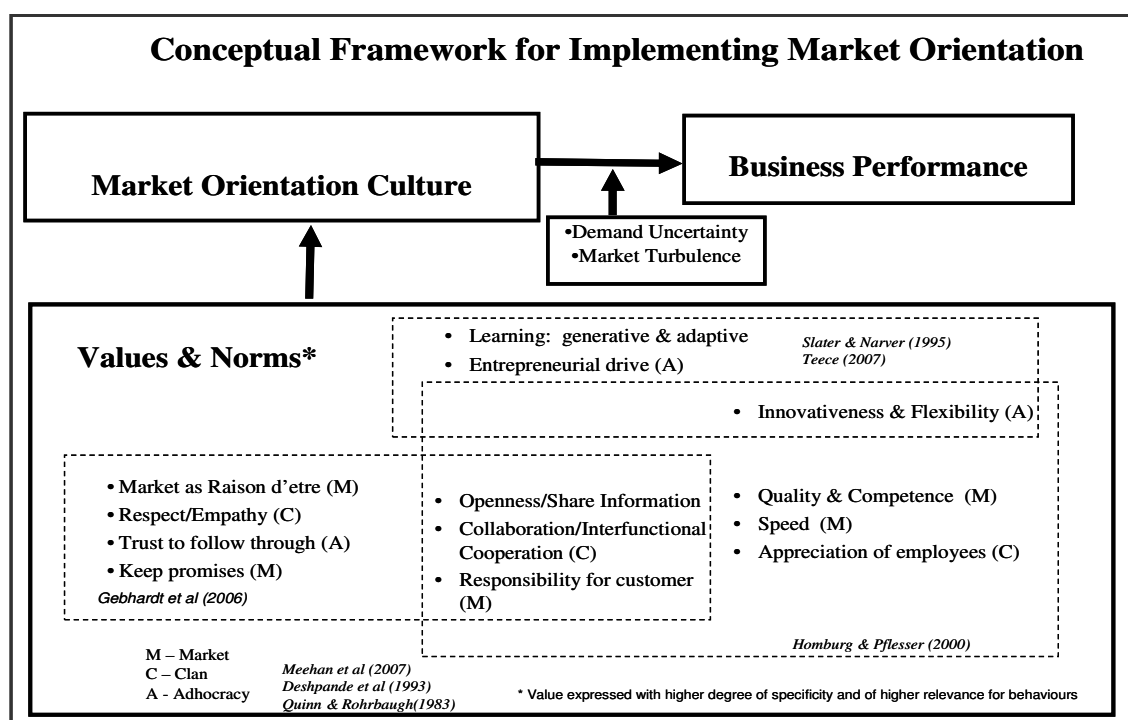 Conceptual Framework for Implementing Market Orientation
Market Orientation Culture
Business Performance
•Demand Uncertainty
•Market Turbulence
Values & Norms*
• Learning: generative & adaptive
• Entrepreneurial drive (A)
Slater & Narver (1995)
Teece (2007)
• Innovativeness & Flexibility (A)
• Market as Raison d'etre (M)
• Respect/Empathy (C)
• Trust to follow through (A)
• Keep promises (M)
Gebhardt et al (2006)
• Openness/Share Information
• Collaboration/Interfunctional
Cooperation (C)
• Responsibility for customer
(M)
• Quality & Competence (M)
• Speed (M)
• Appreciation of employees (C)
Homburg & Pflesser (2000)
M – Market
C – Clan
A - Adhocracy
Meehan et al (2007)
Deshpande et al (1993)
Quinn & Rohrbaugh(1983)
* Value expressed with higher degree of specificity and of higher relevance for behaviours